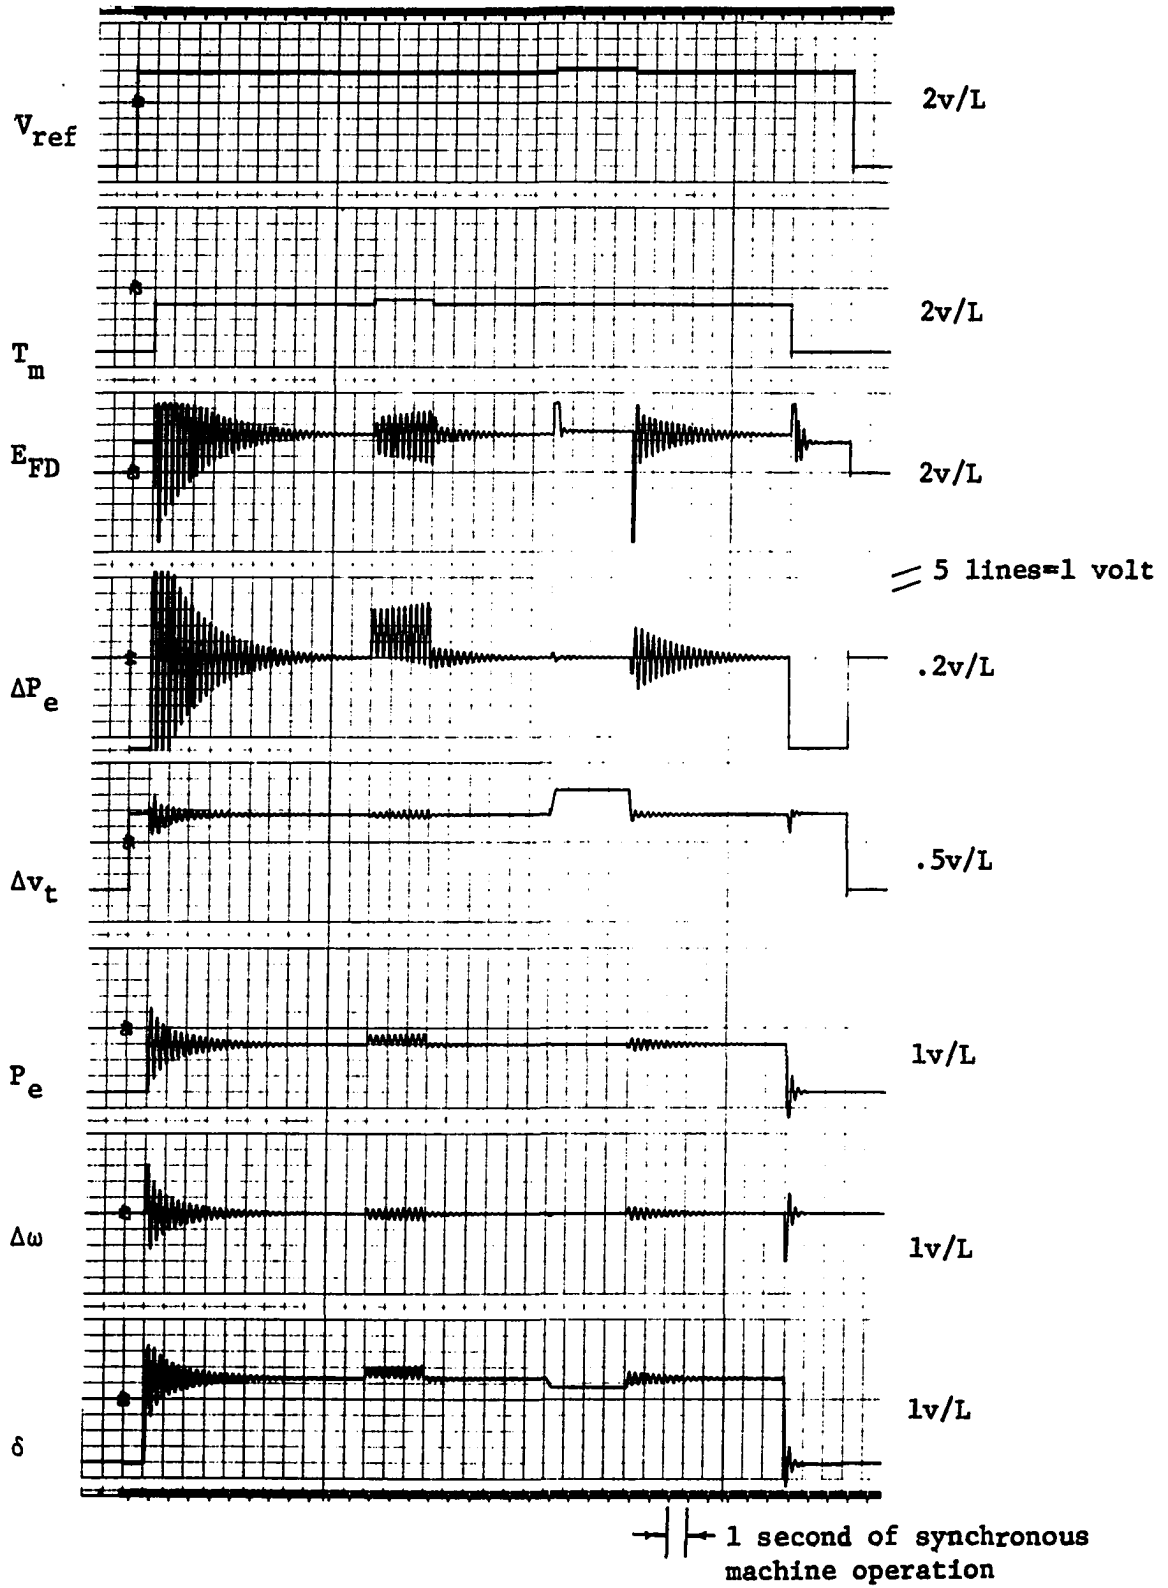 V_ref
2v/L
T_m
2v/L
E_FD
2v/L
5 lines=1 volt
ΔP_e
.2v/L
Δv_t
.5v/L
P_e
1v/L
Δω
1v/L
δ
1v/L
1 second of synchronous
machine operation